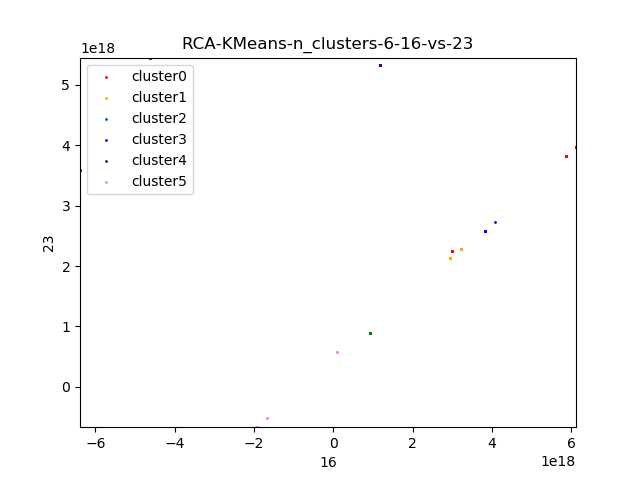 RCA-KMeans-n_clusters-6-16-vs-23
1e18
cluster0
cluster1
cluster2
cluster3
cluster4
cluster5
5
4
3
2
1
0
23
−6
−4
−2
0
2
4
6
16
1e18